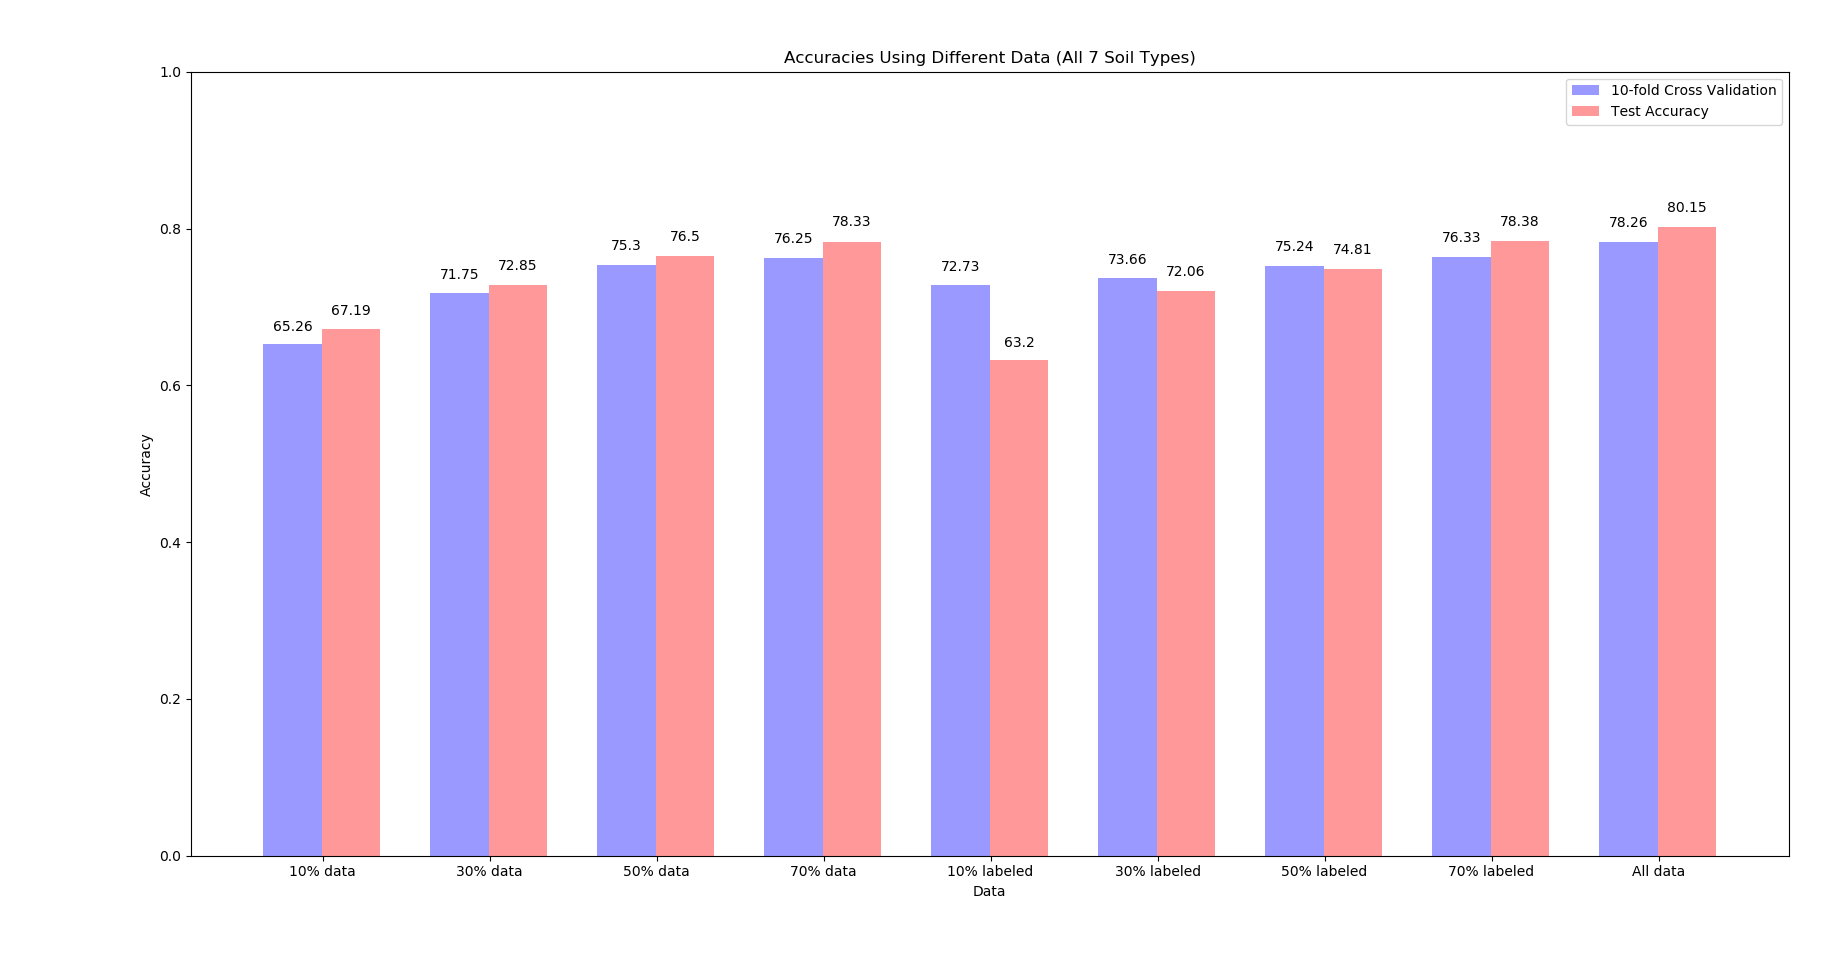 Accuracies Using Different Data (All 7 Soil Types)
1.0
0.8
0.6
0.4
0.2
0.0
Accuracy
10-fold Cross Validation
Test Accuracy
65.26
67.19
71.75
72.85
75.3
76.5
76.25
78.33
72.73
63.2
73.66
72.06
75.24
74.81
76.33
78.38
78.26
80.15
10% data
30% data
50% data
70% data
10% labeled
30% labeled
50% labeled
70% labeled
All data
Data